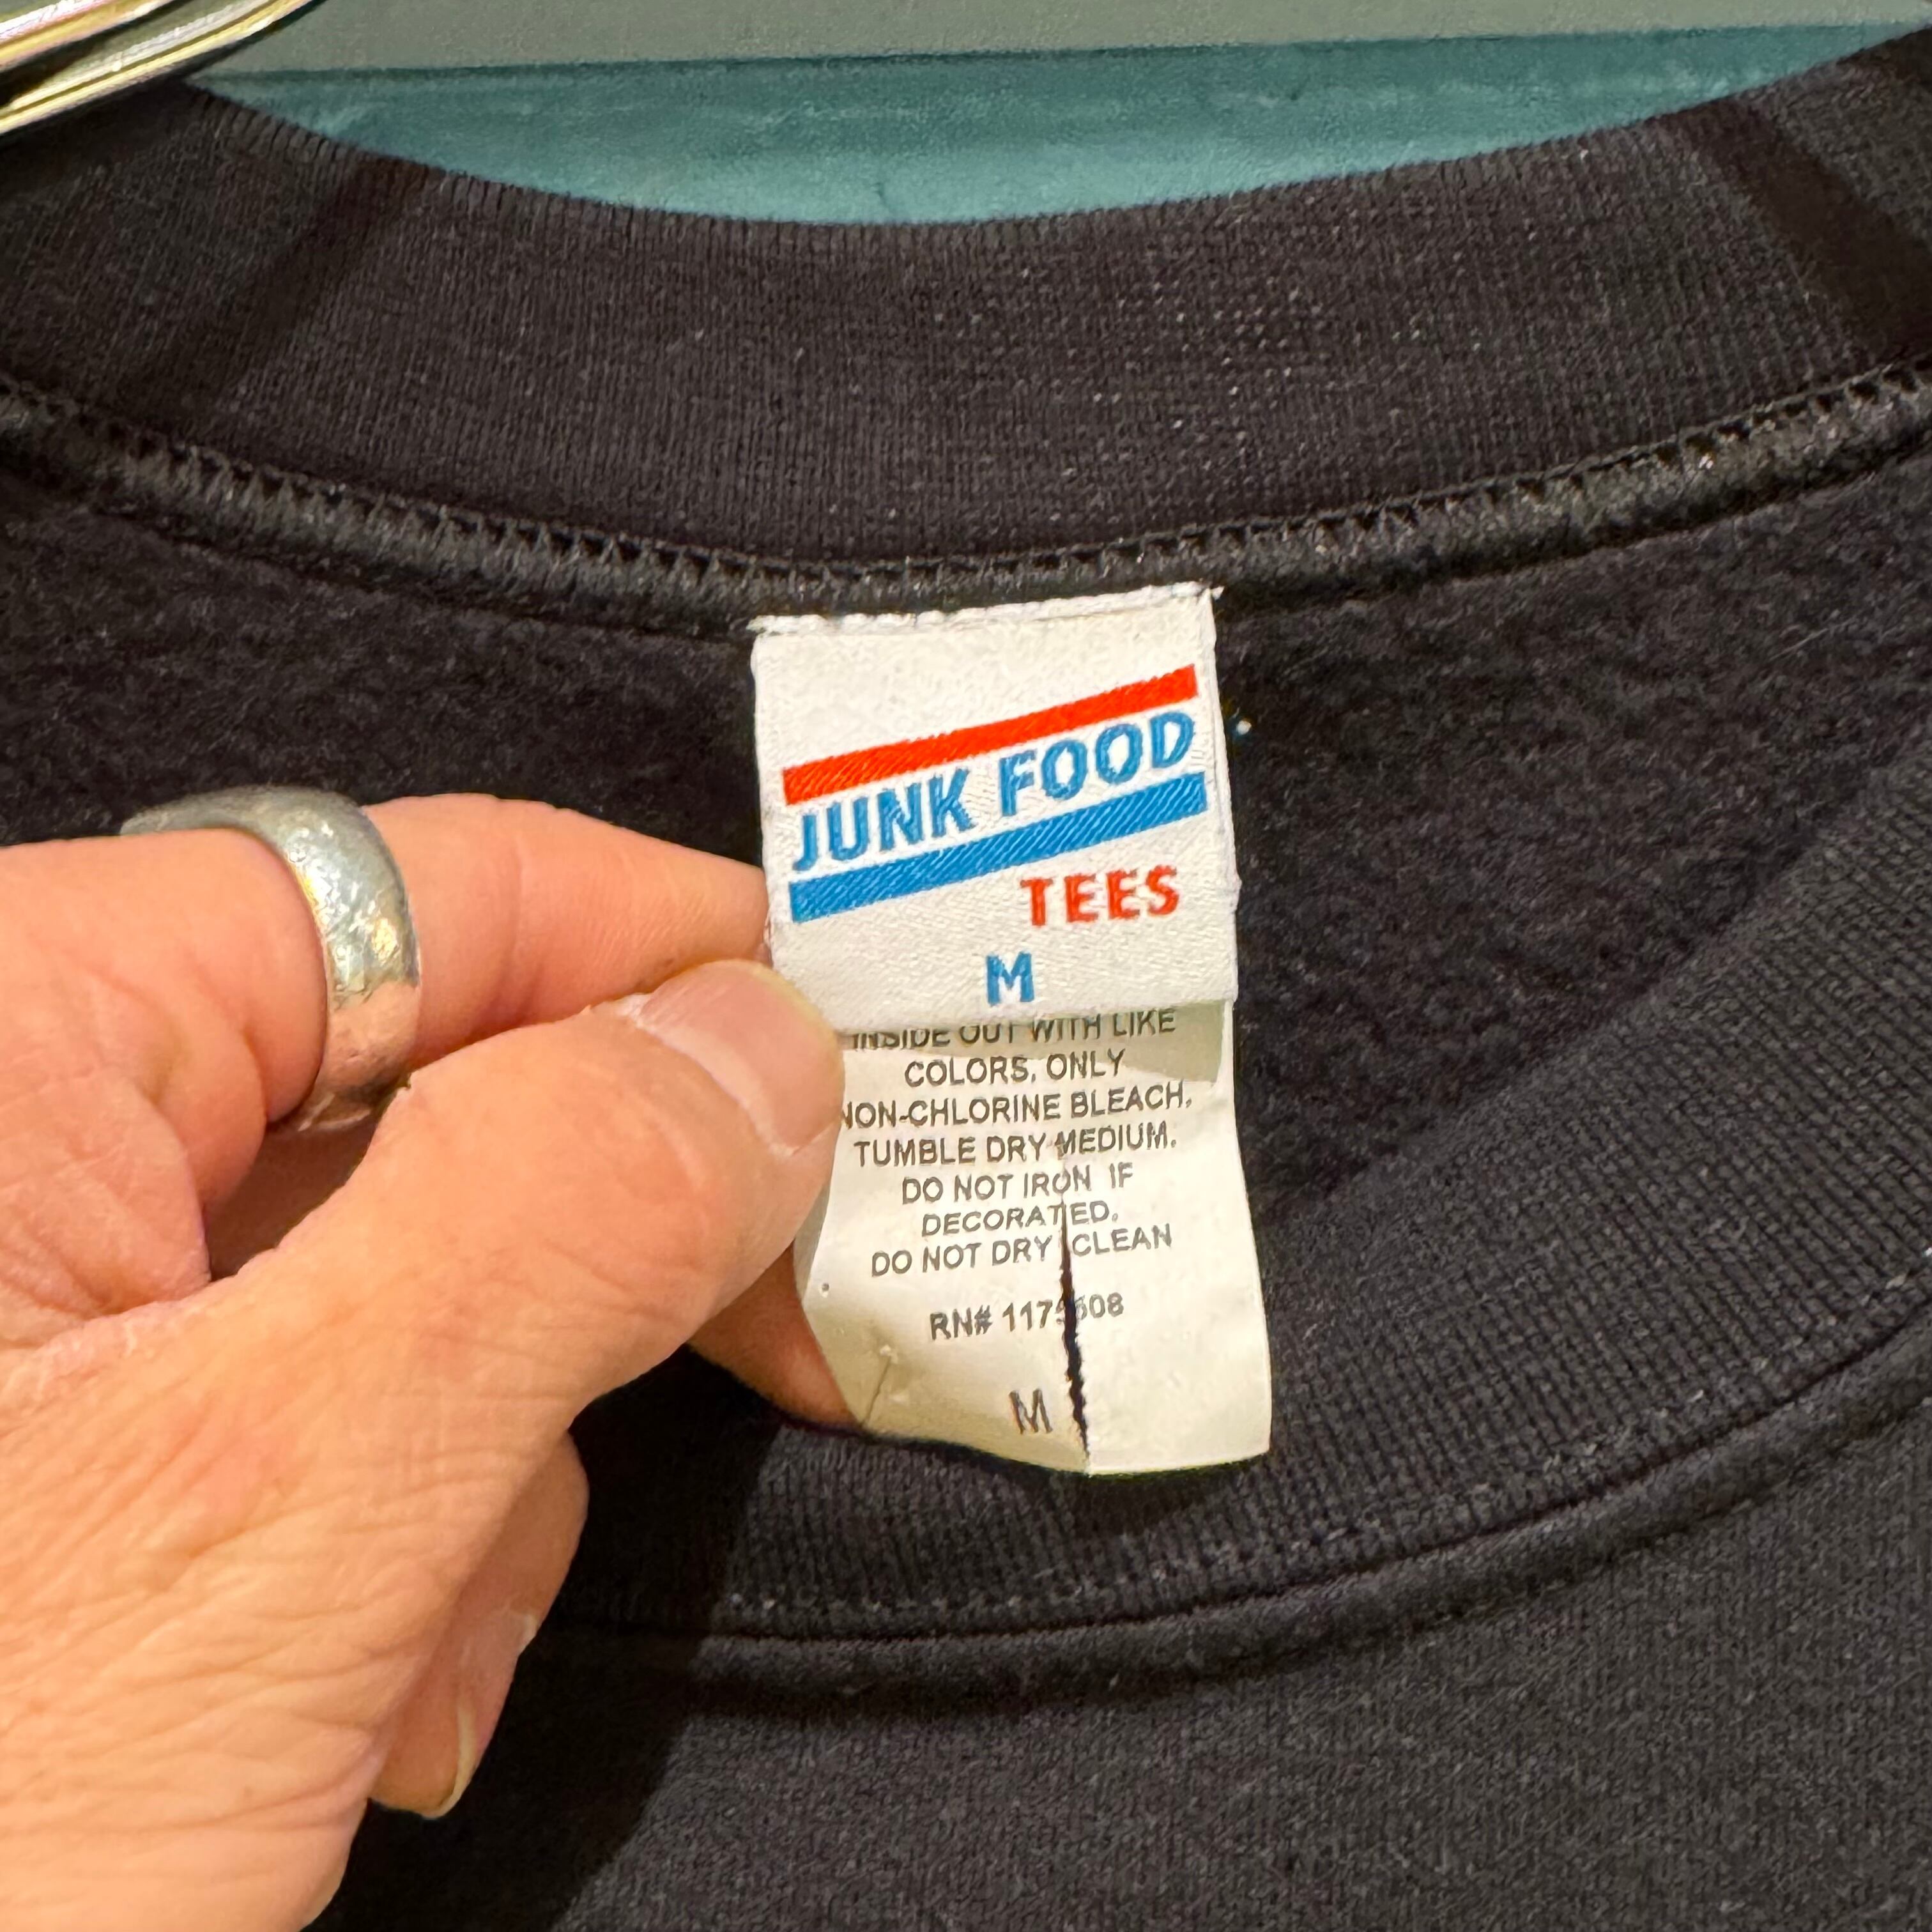 JUNK FOOD
TEES
M
INSIDE OUT WITH LIKE
COLORS, ONLY
NON-CHLORINE BLEACH,
TUMBLE DRY MEDIUM.
DO NOT IRON IF
DECORATED.
DO NOT DRY CLEAN
RN#
M